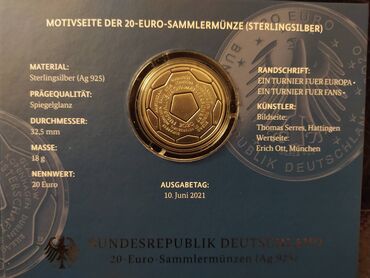 MOTIVSEITE DER 20-EURO-SAMMLERMÜNZE (STERLINGSILBER)
MATERIAL:
Sterlingsilber (Ag 925)
PRÄGEQUALITÄT:
Spiegelglanz
DURCHMESSER:
32,5 mm
MASSE:
18 g
NENNWERT:
20 Euro
RANDSCHRIFT:
EIN TURNIER FUER EUROPA •
EIN TURNIER FUER FANS •
KÜNSTLER:
Bildseite:
Thomas Serres, Hattingen
Wertseite:
Erich Ott, München
AUSGABETAG:
10. Juni 2021
BUNDESREPUBLIK DEUTSCHLAND
20-Euro-Sammlermünzen (Ag 925)